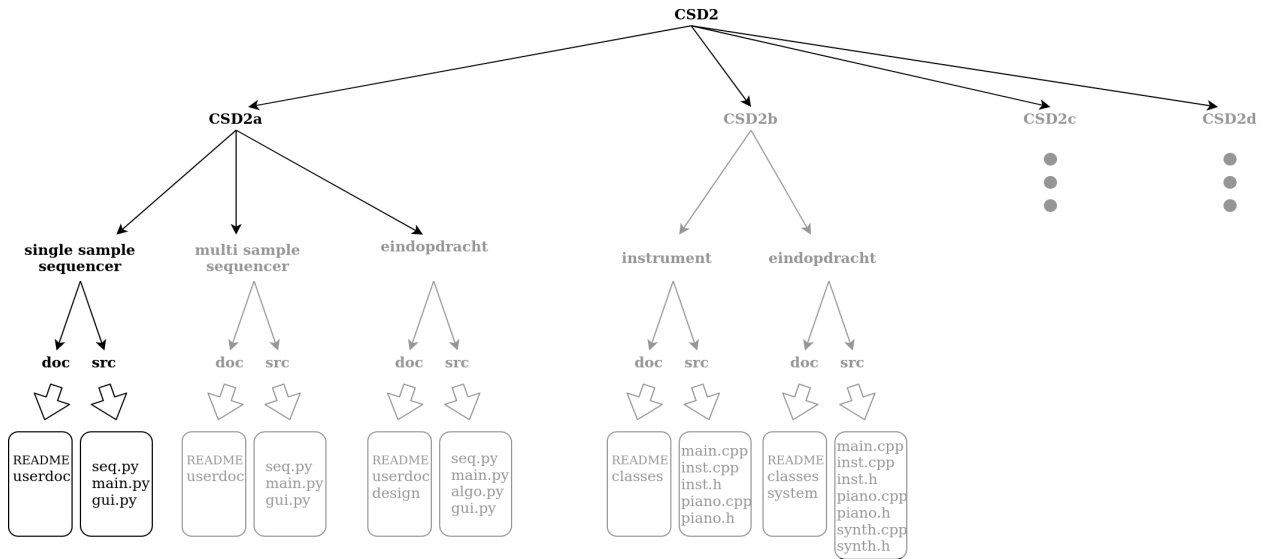 CSD2
CSD2a
CSD2b
CSD2c
CSD2d
single sample
sequencer
multi sample
sequencer
eindopdracht
instrument
eindopdracht
doc
src
doc
src
doc
src
doc
src
doc
src
README
userdoc
seq.py
main.py
gui.py
README
userdoc
seq.py
main.py
gui.py
README
userdoc
design
seq.py
main.py
algo.py
gui.py
README
classes
main.cpp
inst.cpp
inst.h
piano.cpp
piano.h
README
classes
system
main.cpp
inst.cpp
inst.h
piano.cpp
piano.h
synth.cpp
synth.h